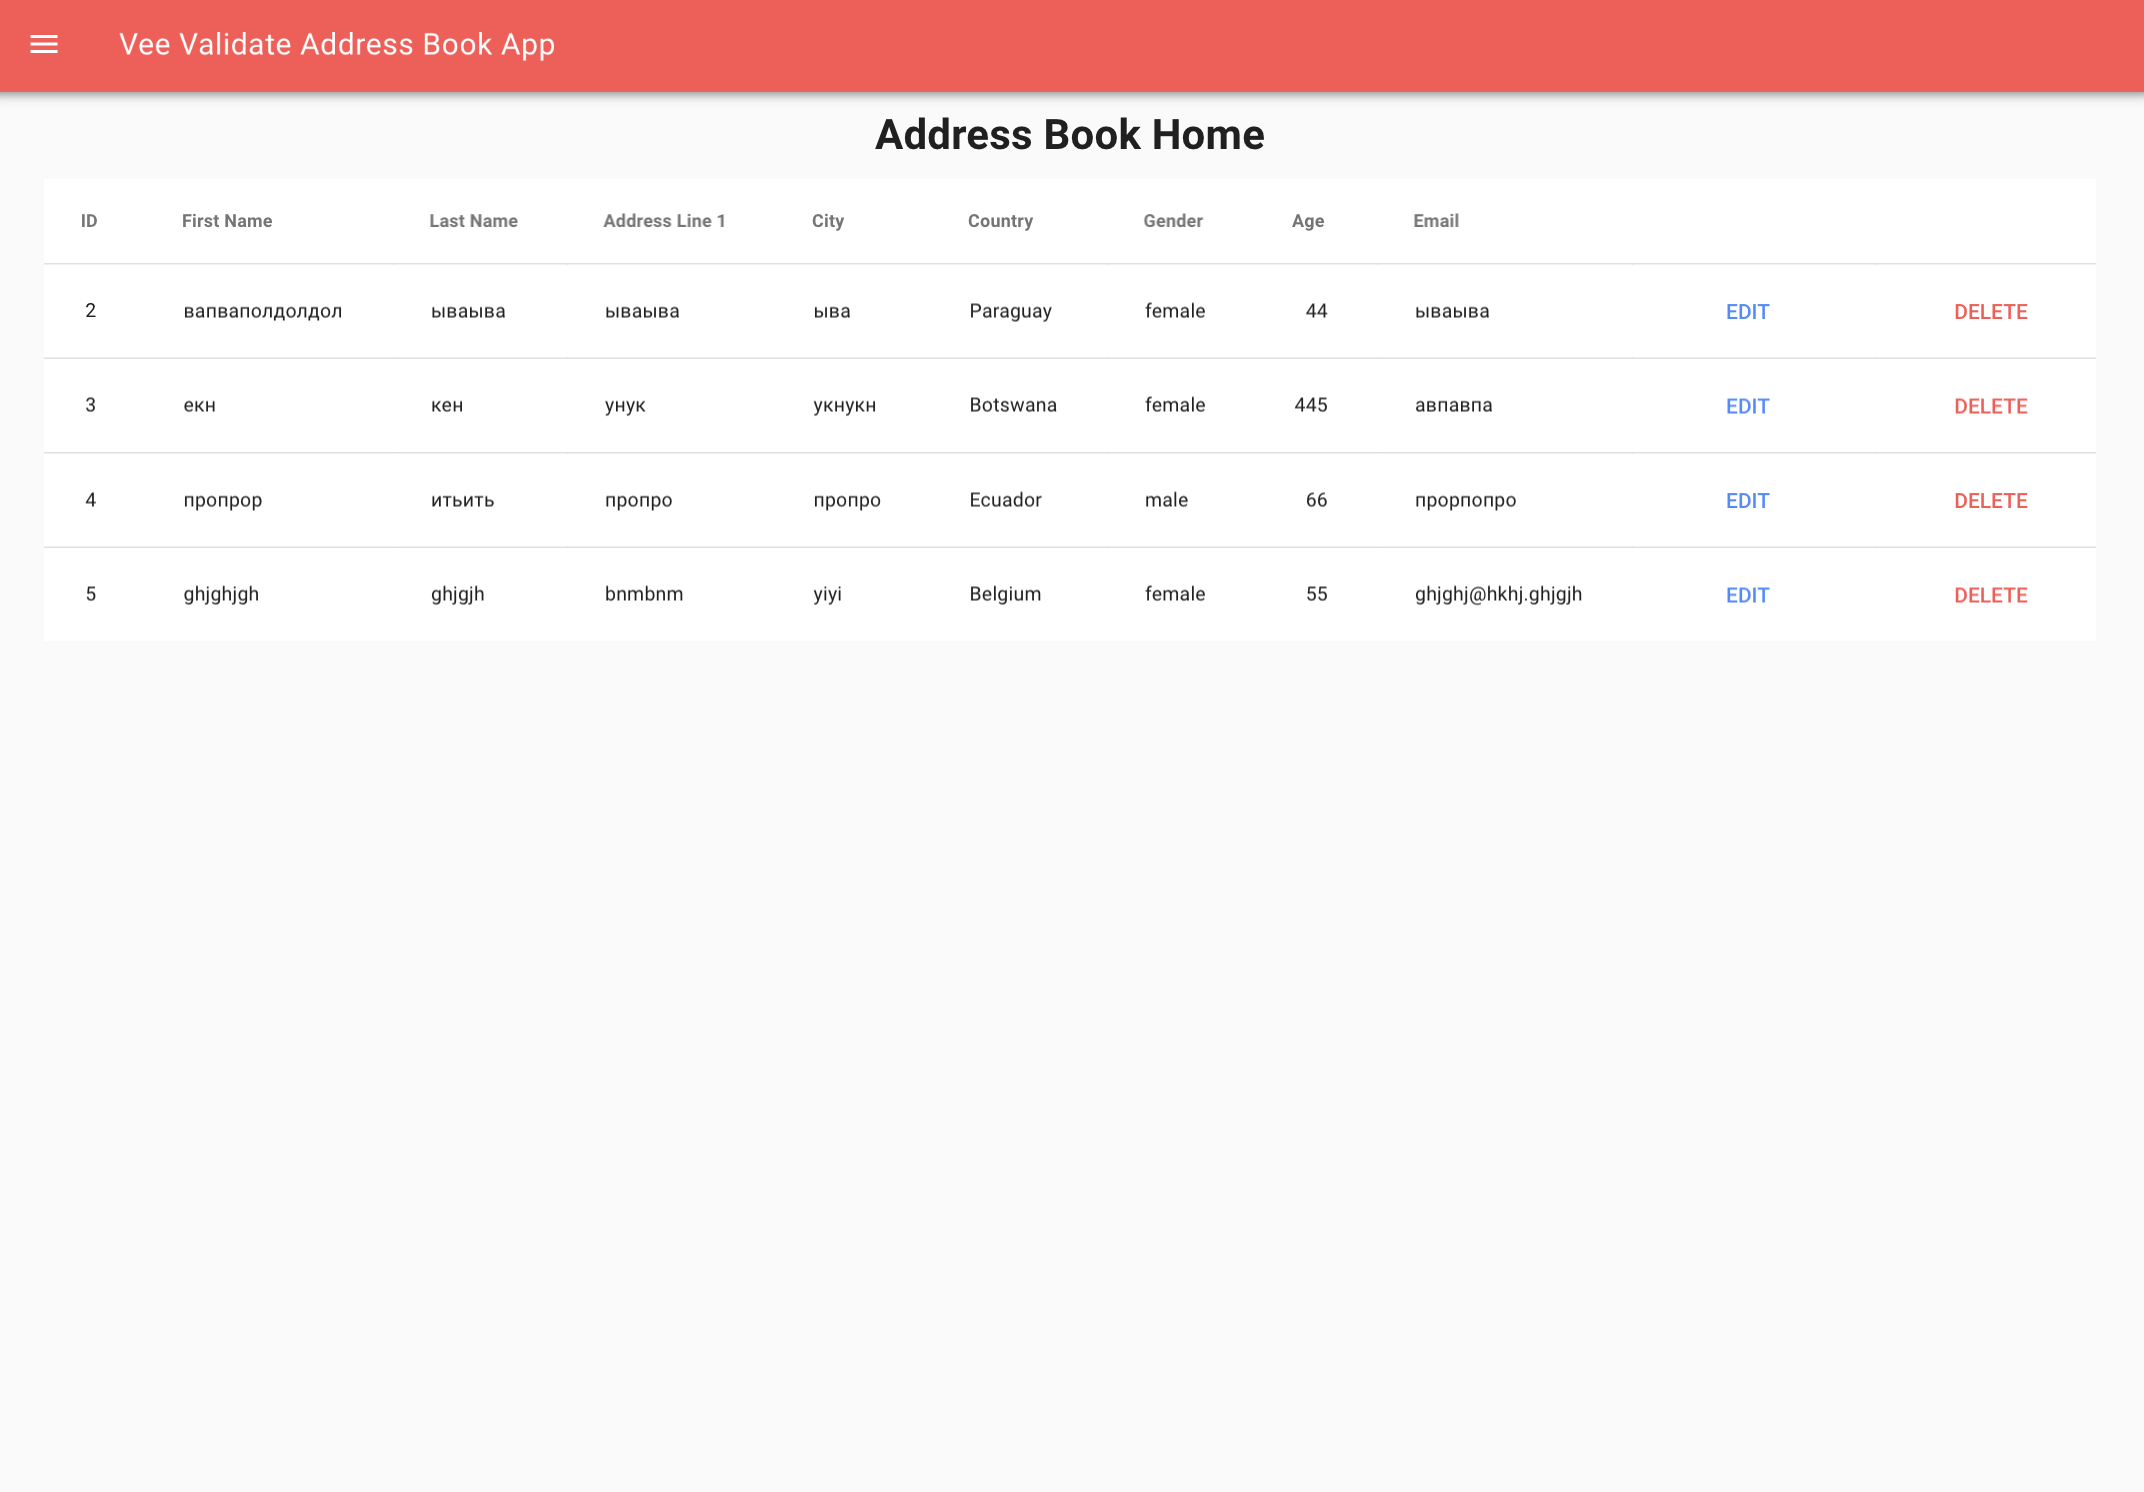 Vee Validate Address Book App
Address Book Home
ID First Name Last Name Address Line 1 City Country Gender Age Email
2 вапваполдолдол ываыва ываыва ыва Paraguay female 44 ываыва EDIT DELETE
3 екн кен унук укнукн Botswana female 445 авпавпа EDIT DELETE
4 пропрор итьить пропро пропро Ecuador male 66 прорпопро EDIT DELETE
5 ghjghjgh ghjgjh bnmbnm yiyi Belgium female 55 ghjghj@hkhj.ghjgjh EDIT DELETE